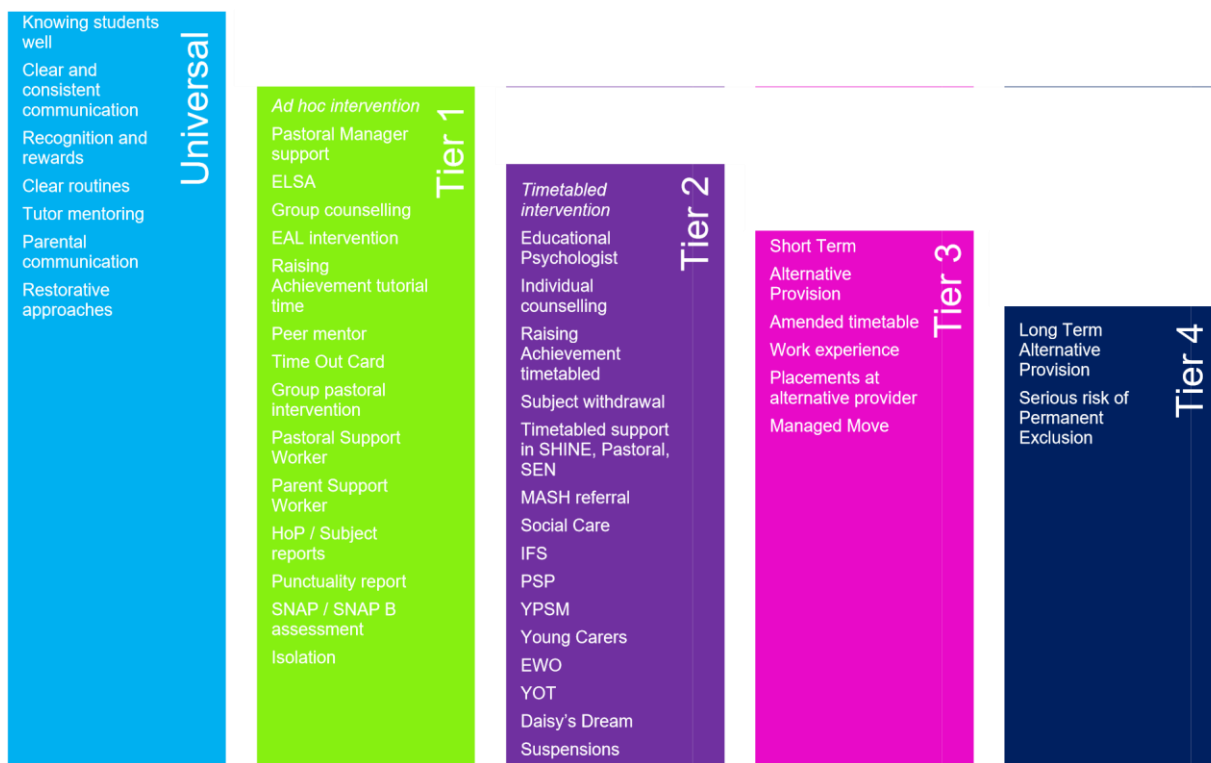 Universal
Knowing students
well
Clear and
consistent
communication
Recognition and
rewards
Clear routines
Tutor mentoring
Parental
communication
Restorative
approaches
Tier 1
Ad hoc intervention
Pastoral Manager
support
ELSA
Group counselling
EAL intervention
Raising
Achievement tutorial
time
Peer mentor
Time Out Card
Group pastoral
intervention
Pastoral Support
Worker
Parent Support
Worker
HoP / Subject
reports
Punctuality report
SNAP / SNAP B
assessment
Isolation
Tier 2
Timetabled
intervention
Educational
Psychologist
Individual
counselling
Raising
Achievement
timetabled
Subject withdrawal
Timetabled support
in SHINE, Pastoral,
SEN
MASH referral
Social Care
IFS
PSP
YPSM
Young Carers
EWO
YOT
Daisy's Dream
Suspensions
Tier 3
Short Term
Alternative
Provision
Amended timetable
Work experience
Placements at
alternative provider
Managed Move
Tier 4
Long Term
Alternative
Provision
Serious risk of
Permanent
Exclusion